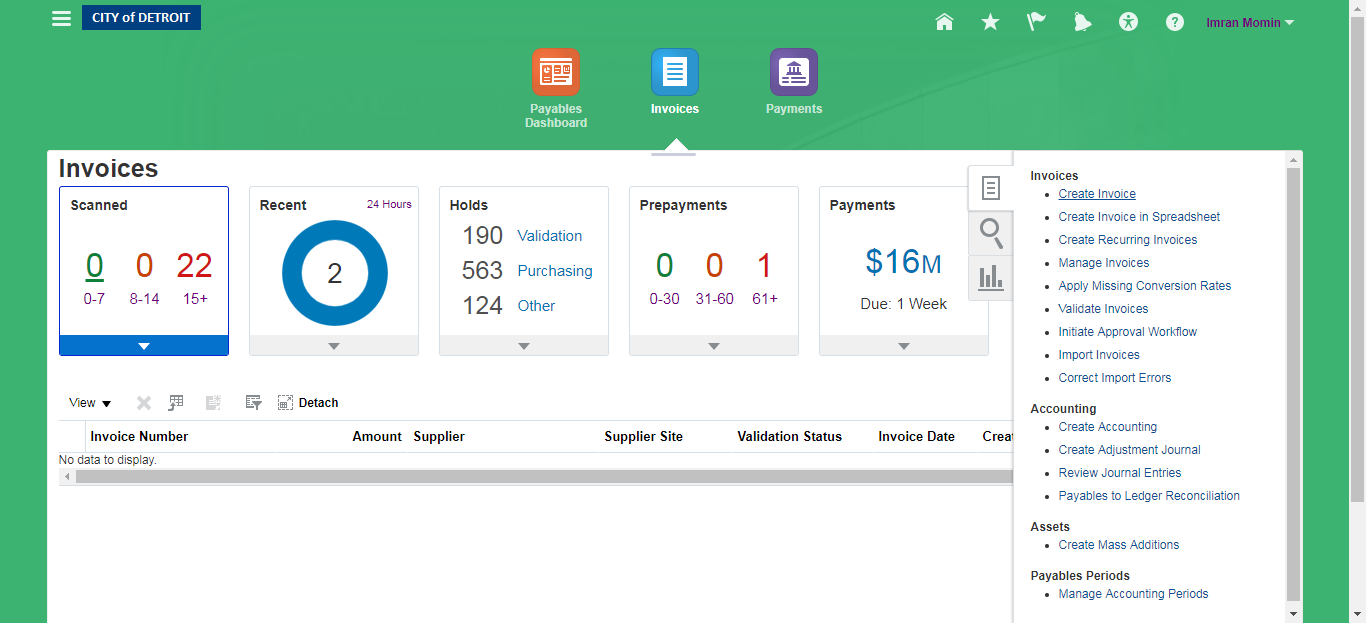 CITY of DETROIT
Imran Momin
Payables
Dashboard
Invoices
Payments
Invoices
Scanned
0 0 22
0-7 8-14 15+
Recent 24 Hours
2
Holds
190 Validation
563 Purchasing
124 Other
Prepayments
0 0 1
0-30 31-60 61+
Payments
$16M
Due: 1 Week
View Detach
Invoice Number Amount Supplier Supplier Site Validation Status Invoice Date Creat
No data to display.
Invoices
Create Invoice
Create Invoice in Spreadsheet
Create Recurring Invoices
Manage Invoices
Apply Missing Conversion Rates
Validate Invoices
Initiate Approval Workflow
Import Invoices
Correct Import Errors
Accounting
Create Accounting
Create Adjustment Journal
Review Journal Entries
Payables to Ledger Reconciliation
Assets
Create Mass Additions
Payables Periods
Manage Accounting Periods